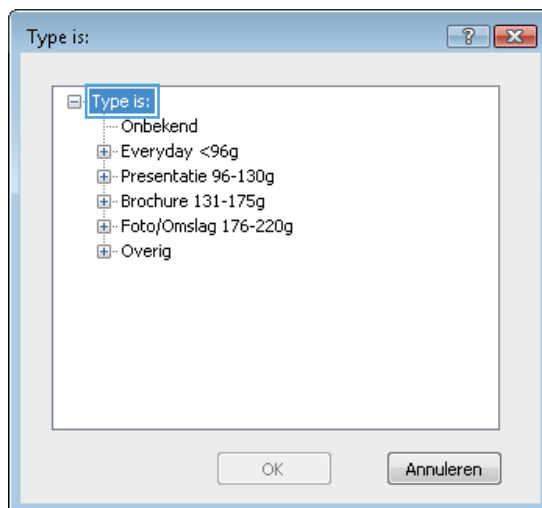 Type is:
Type is:
Onbekend
Everyday <96g
Presentatie 96-130g
Brochure 131-175g
Foto/Omslag 176-220g
Overig
OK Annuleren